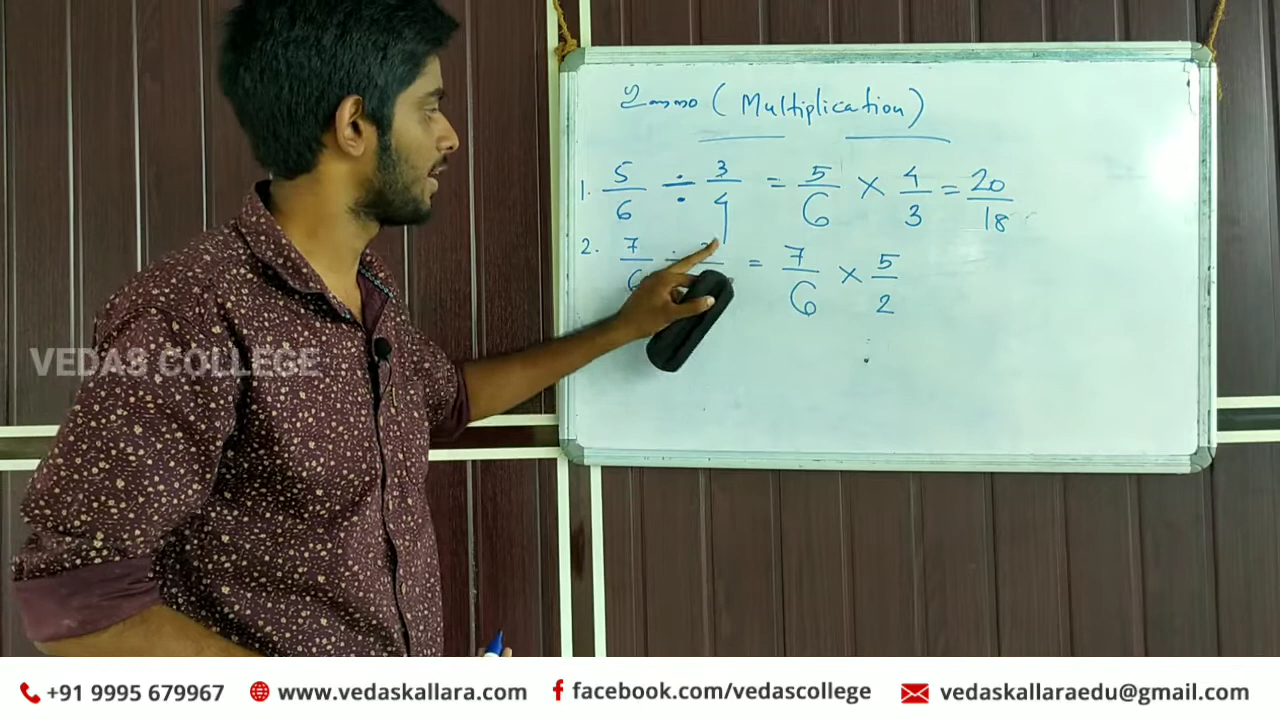 (Multiplication)
1. 5/6 ÷ 3/4 = 5/6 × 4/3 = 20/18
2. 7/6 ÷ = 7/6 × 5/2
VEDAS COLLEGE
+91 9995 679967 www.vedaskallara.com facebook.com/vedascollege vedaskallaraedu@gmail.com